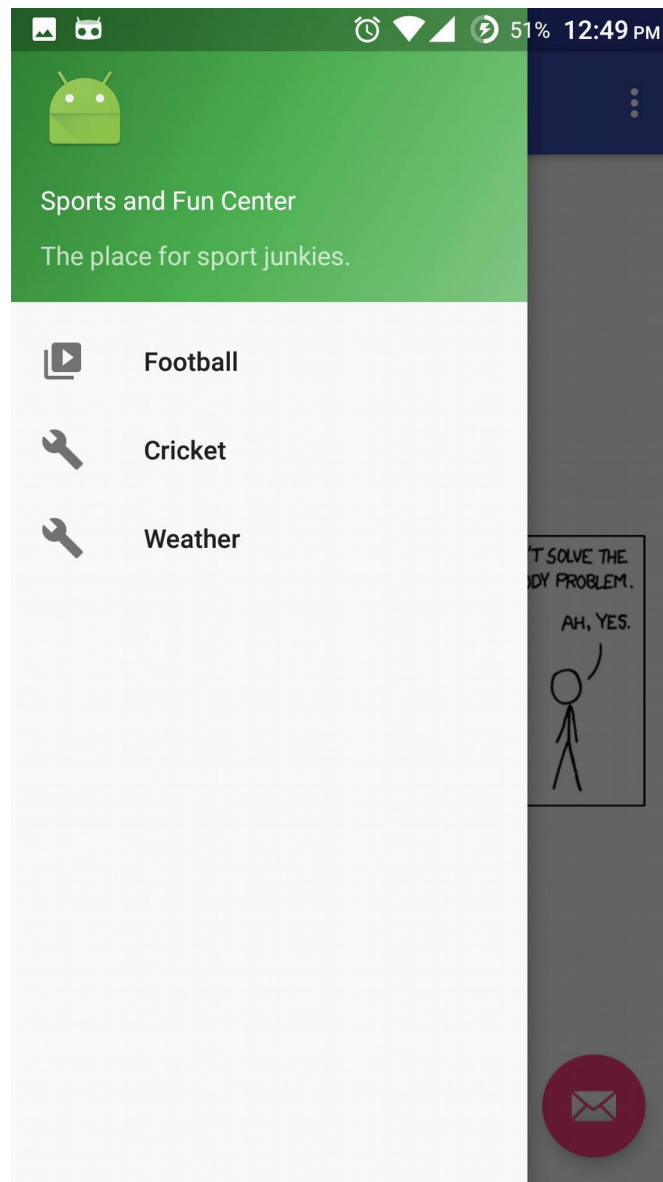 51% 12:49 PM
Sports and Fun Center
The place for sport junkies.
Football
Cricket
Weather
'T SOLVE THE
DY PROBLEM.
AH, YES.